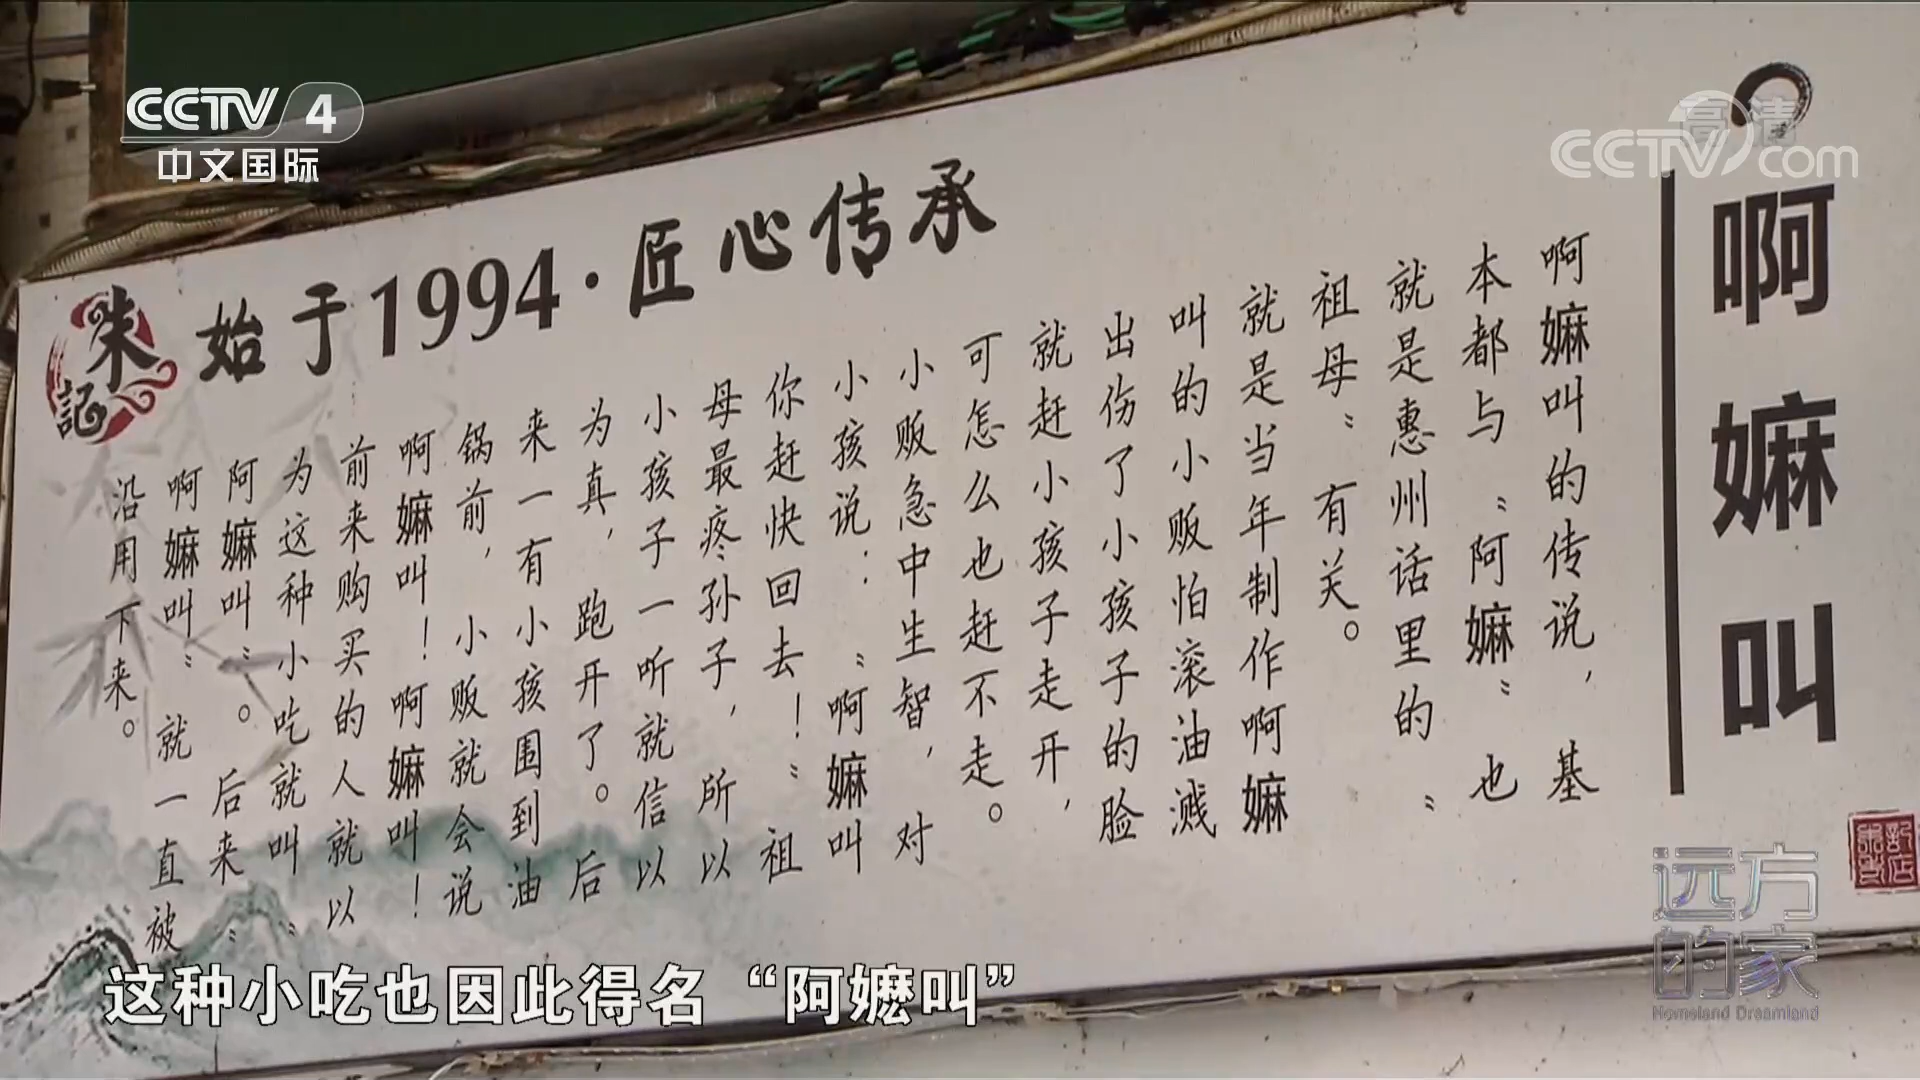 CCTV 4
中文国际
高清
CCTV.com
朱記
始于1994·匠心传承
啊嫲叫
啊嫲叫的传说，基
本都与“阿嫲”也
就是惠州话里的“
祖母”有关。
就是当年制作啊嫲
叫的小贩怕滚油溅
出伤了小孩子的脸
就赶小孩子走开，
可怎么也赶不走。
小贩急中生智，对
小孩说：“啊嫲叫
你赶快回去！”祖
母最疼孙子，所以
小孩子一听就信以
为真，跑开了。后
来一有小孩围到油
锅前，小贩就会说
啊嫲叫！啊嫲叫！
前来购买的人就以
为这种小吃就叫“
阿嫲叫”。后来“
啊嫲叫”就一直被
沿用下来。
远方
的家
Homeland Dreamland
这种小吃也因此得名“阿嬷叫”